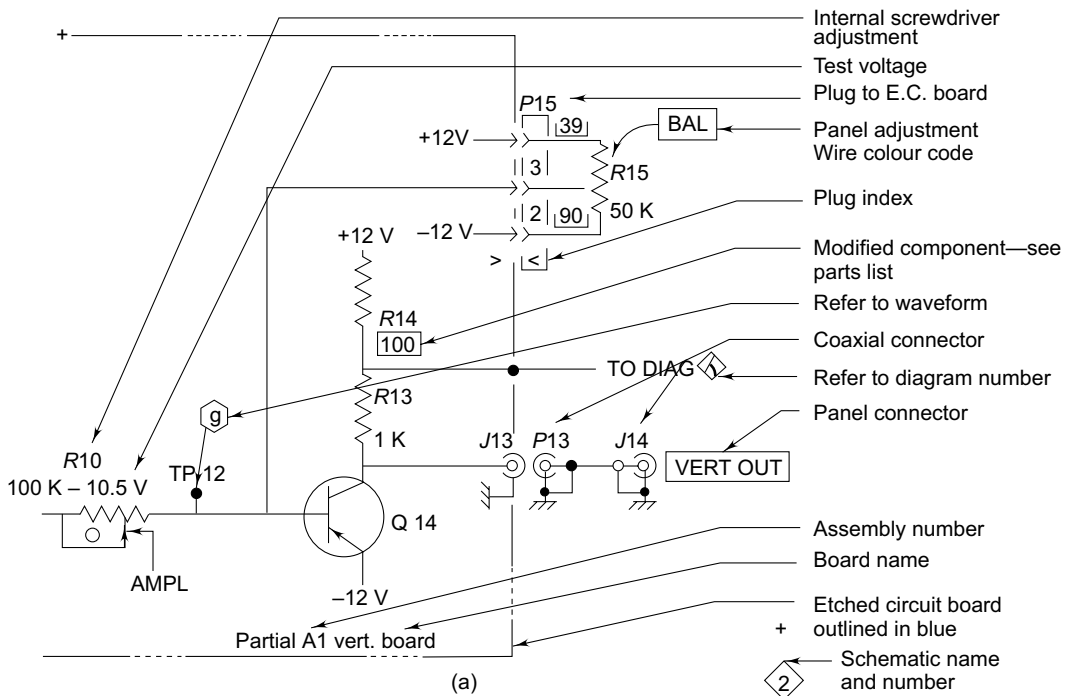 Internal screwdriver
adjustment
+
Test voltage
P15
Plug to E.C. board
39
BAL
+12V
Panel adjustment
Wire colour code
3
R15
2
90
50 K
Plug index
–12 V
+12 V
>
<
Modified component—see
parts list
R14
100
Refer to waveform
Coaxial connector
TO DIAG
Refer to diagram number
R13
g
Panel connector
1 K
J13
P13
J14
VERT OUT
R10
TP 12
100 K – 10.5 V
Q 14
Assembly number
AMPL
Board name
–12 V
Etched circuit board
+
outlined in blue
Partial A1 vert. board
(a)
Schematic name
and number
2